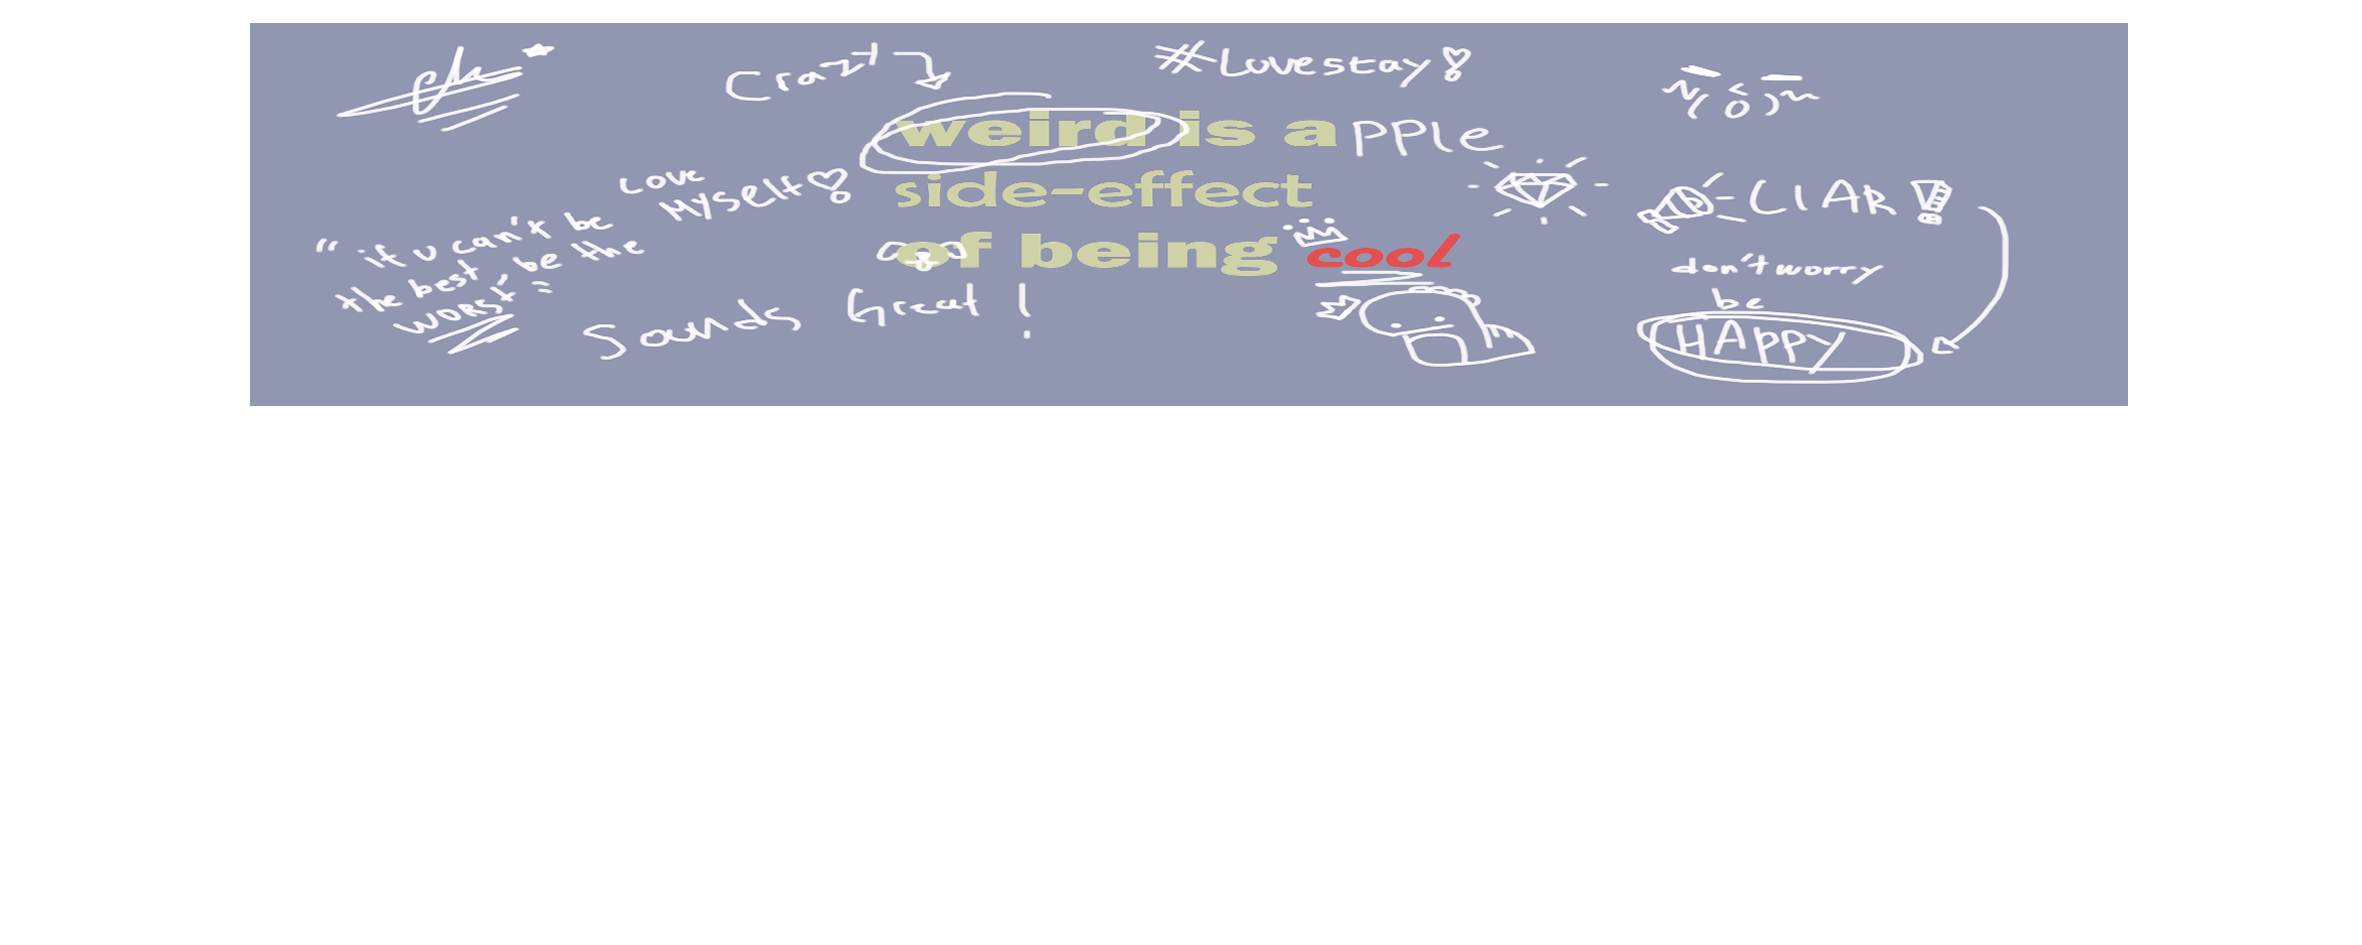 Crazy
#Lovestay
weird is apple
side-effect
of being cool
Love
Myself
"if u can't be
the best, be the
worst"
Sounds Great!
CIAR!
don't worry
be
HAPPY